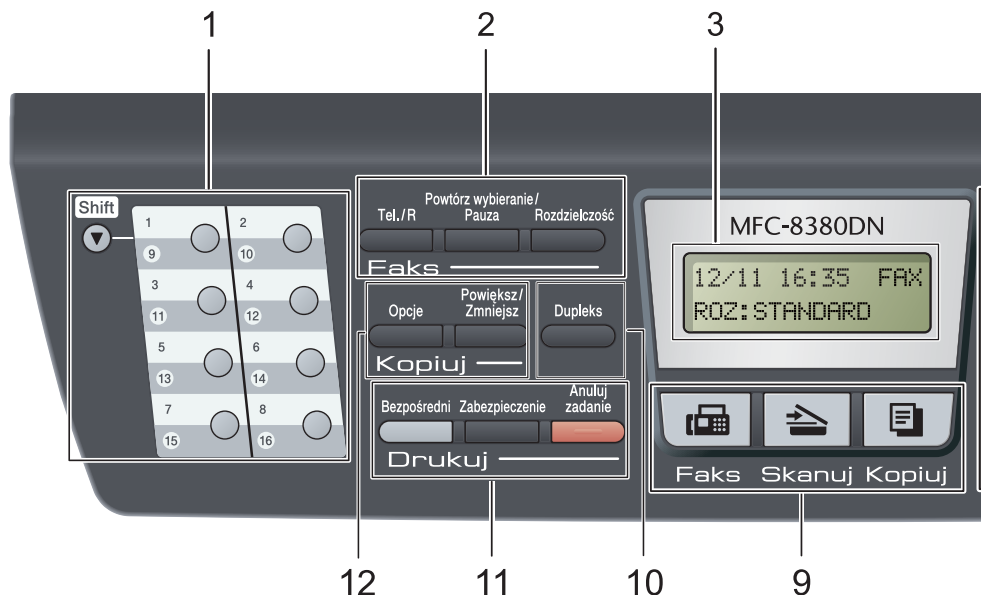 1
2
3
Shift
1
2
9
10
3
4
11
12
5
6
13
14
7
8
15
16
Powtórz wybieranie/
Tel./R Pauza Rozdzielczość
Faks
Powiększ/
Opcje Zmniejsz
Kopiuj
Dupleks
Anuluj
Bezpośredni Zabezpieczenie zadanie
Drukuj
MFC-8380DN
12/11 16:35 FAX
ROZ:STANDARD
Faks Skanuj Kopiuj
12
11
10
9